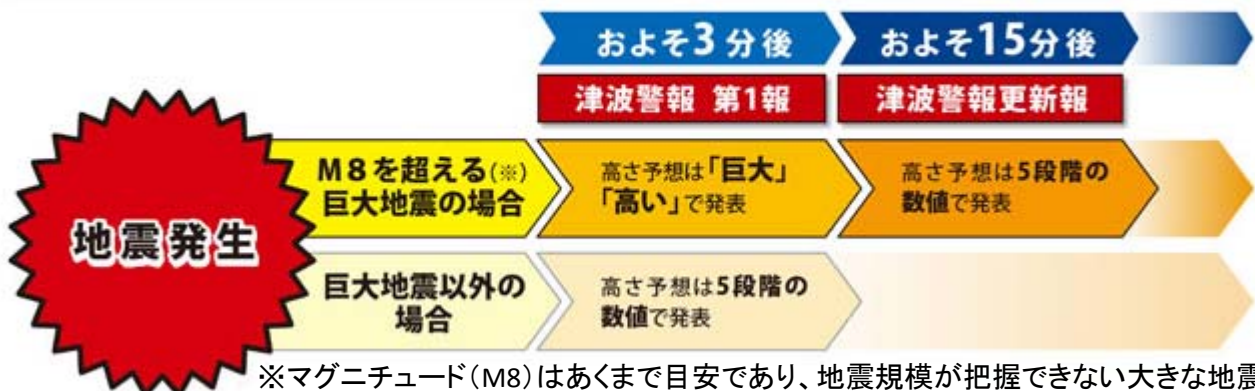 およそ3分後
およそ15分後
津波警報 第1報
津波警報更新報
地震発生
M8を超える(※)
巨大地震の場合
高さ予想は「巨大」
「高い」で発表
高さ予想は5段階の
数値で発表
巨大地震以外の
場合
高さ予想は5段階の
数値で発表
※マグニチュード(M8)はあくまで目安であり、地震規模が把握できない大きな地震